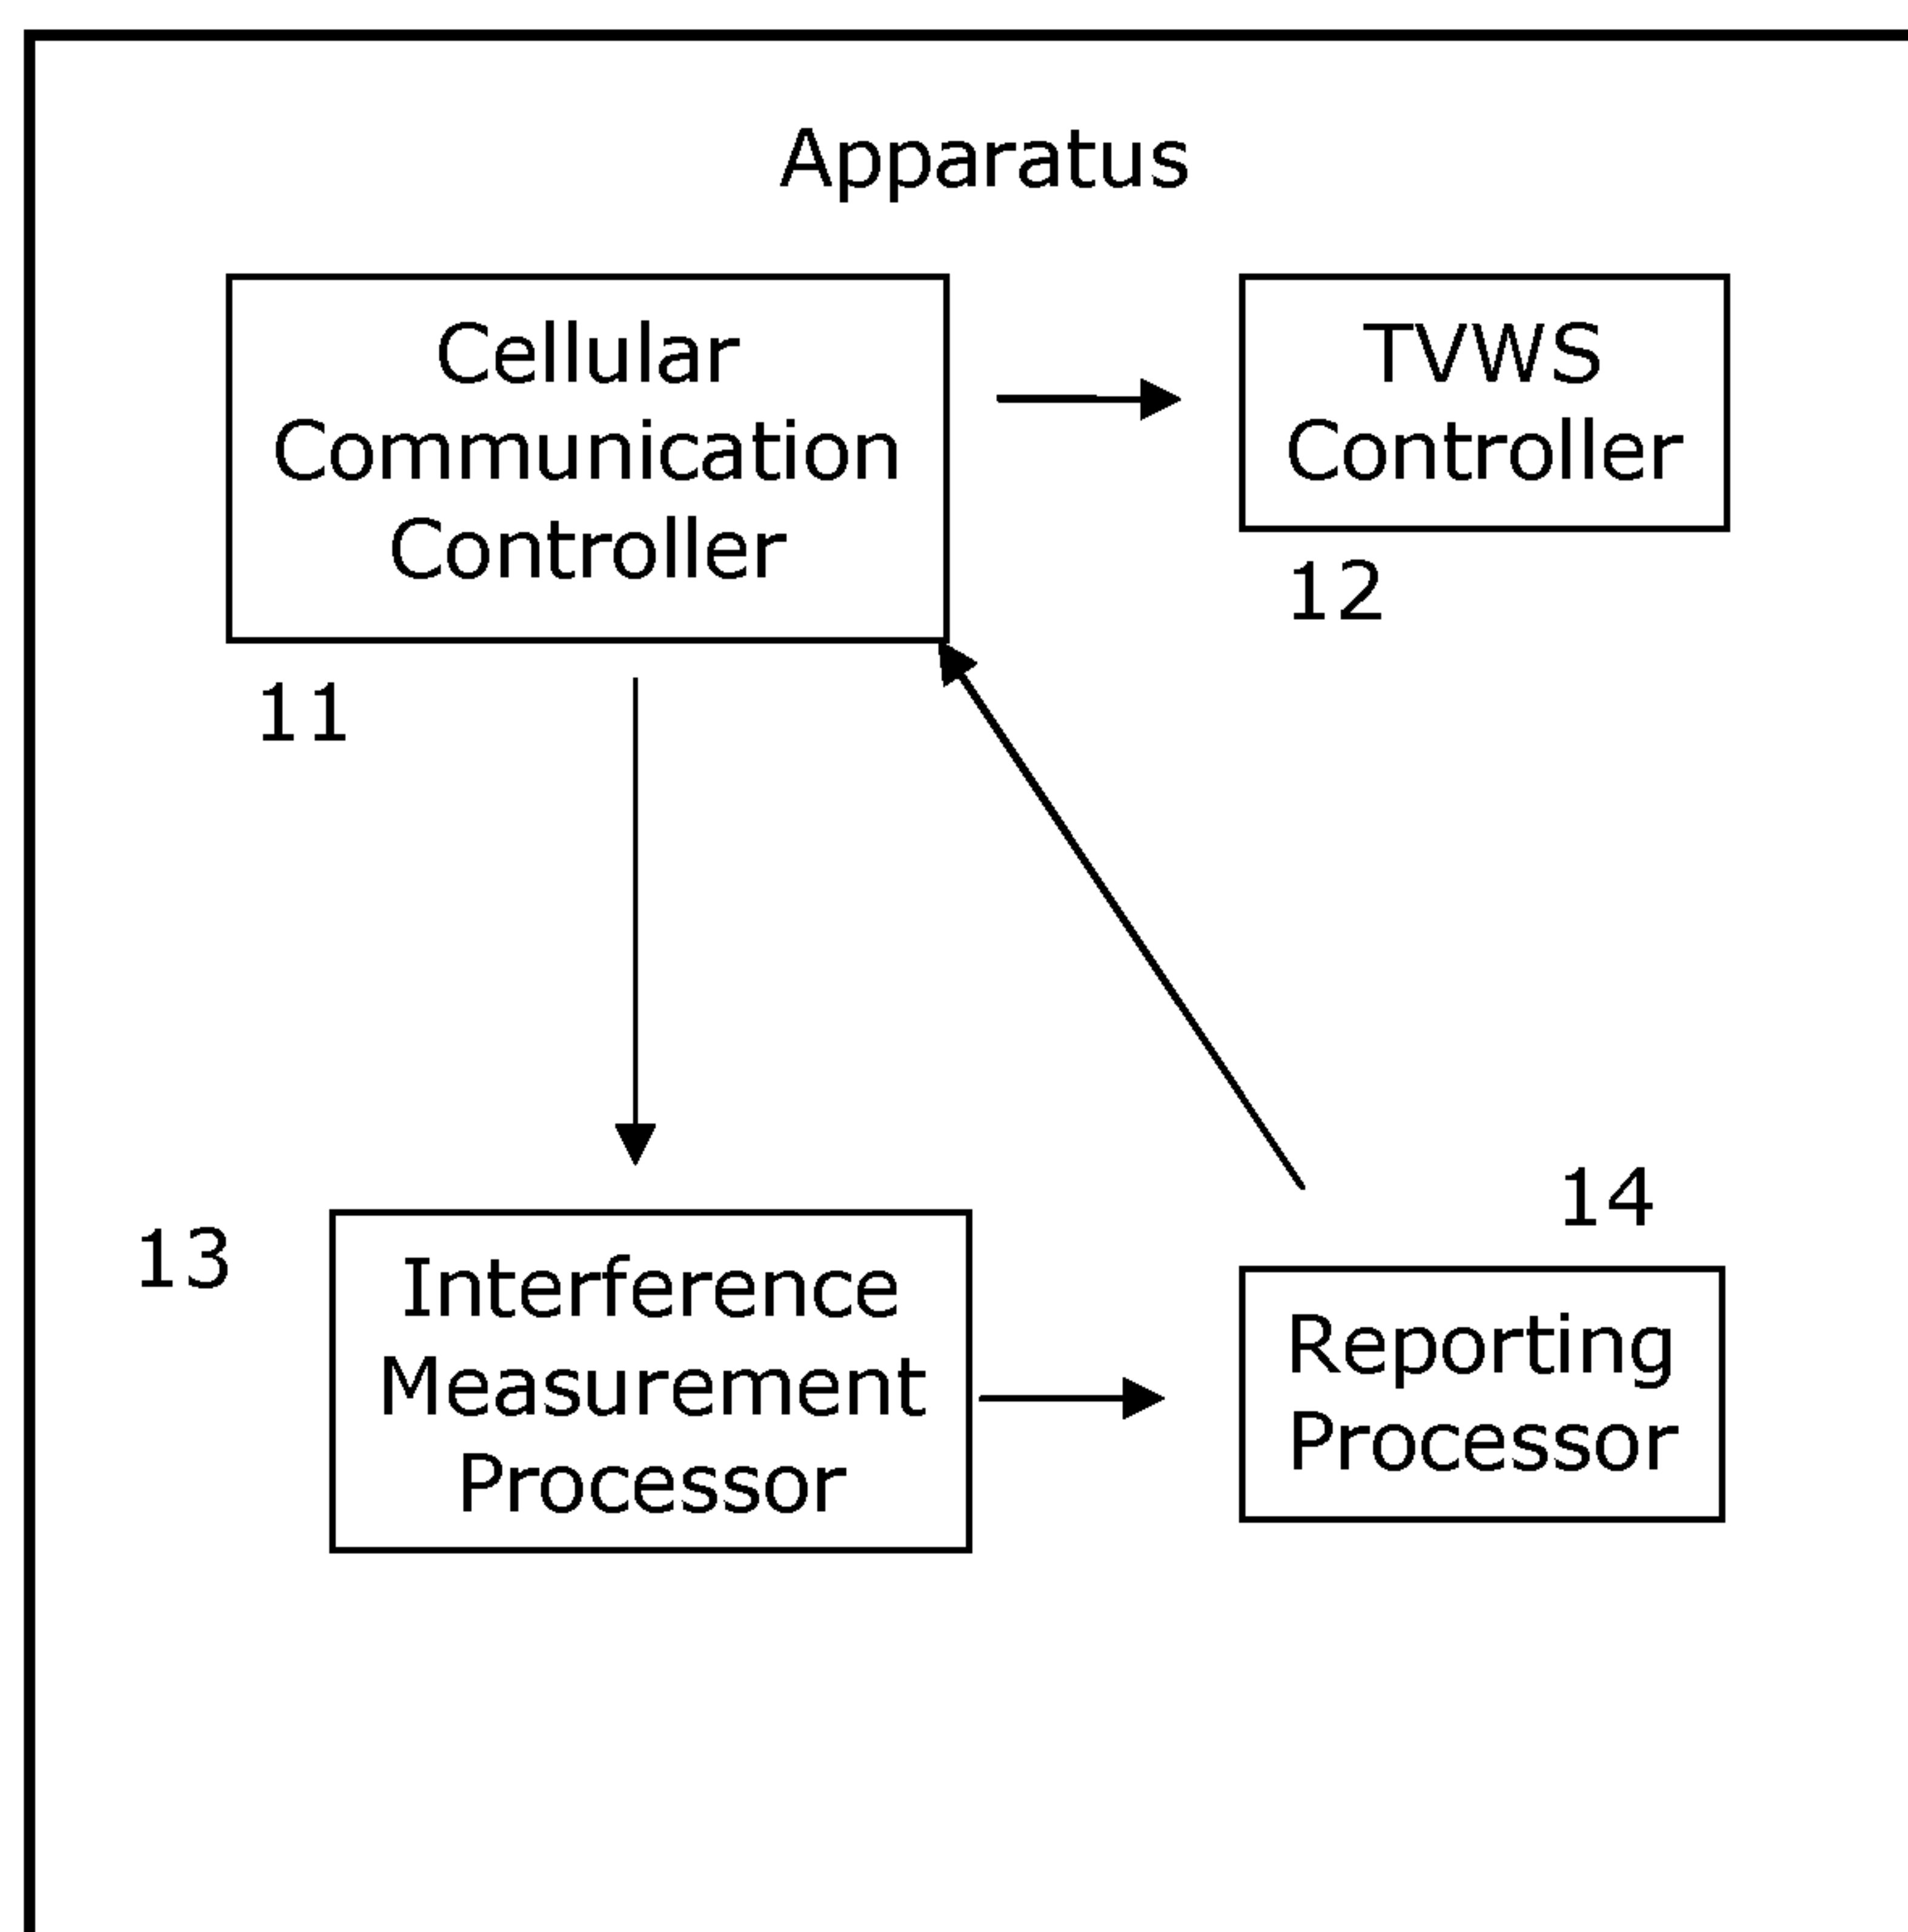 Apparatus
Cellular
Communication
Controller
11
TVWS
Controller
12
13
Interference
Measurement
Processor
14
Reporting
Processor